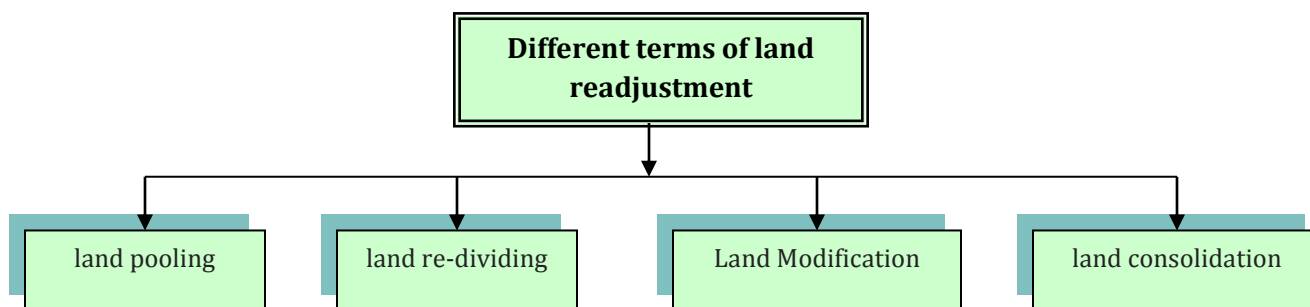 Different terms of land
readjustment
land pooling
land re-dividing
Land Modification
land consolidation